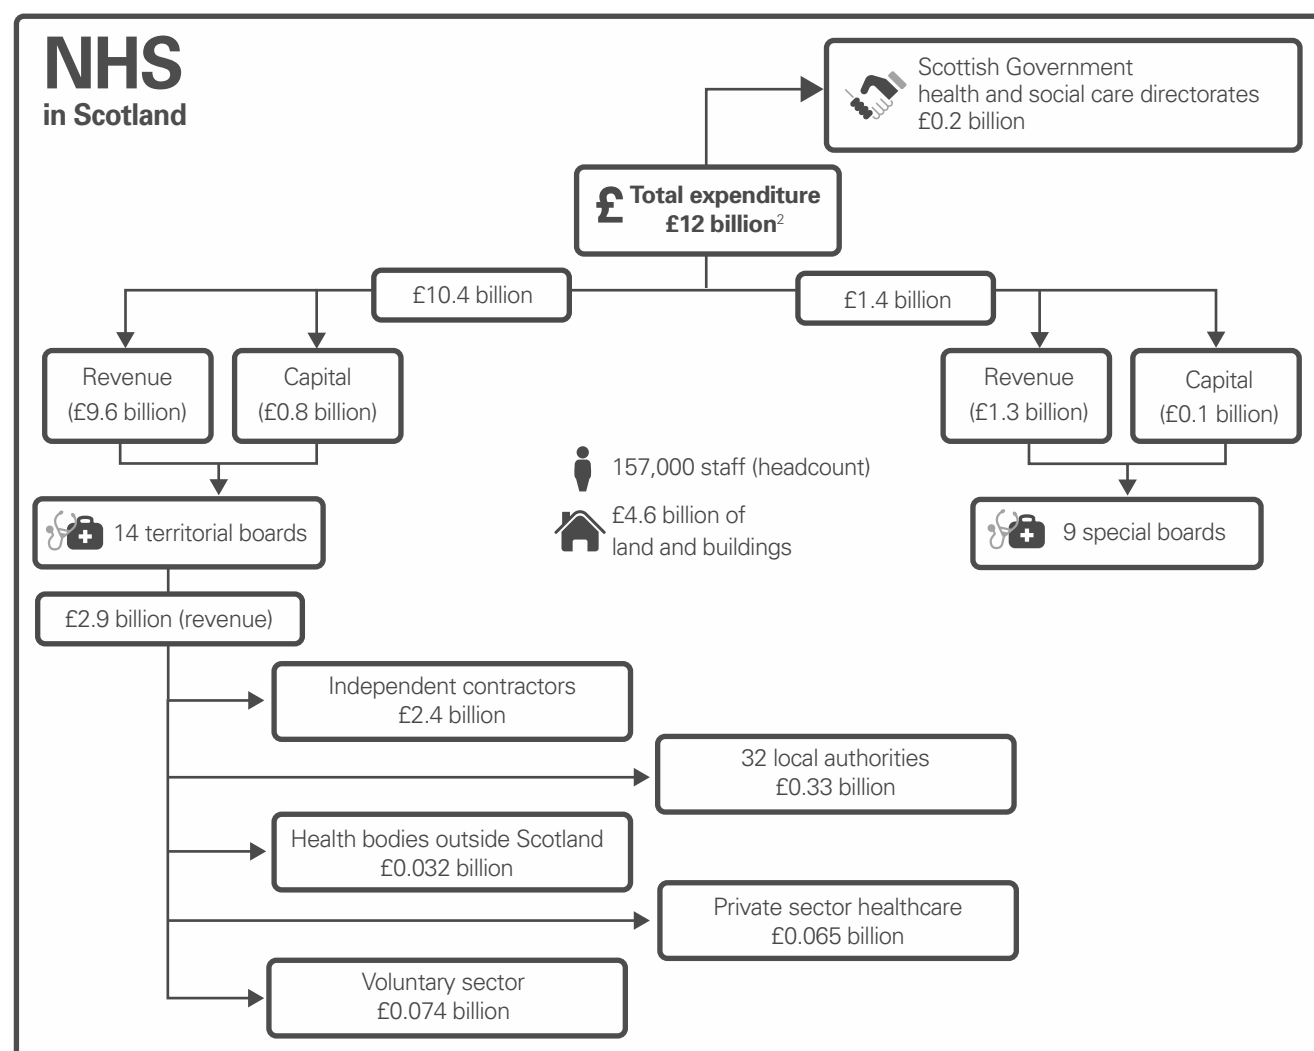 NHS
in Scotland
Scottish Government
health and social care directorates
£0.2 billion
£ Total expenditure
£12 billion²
£10.4 billion
£1.4 billion
Revenue
(£9.6 billion)
Capital
(£0.8 billion)
Revenue
(£1.3 billion)
Capital
(£0.1 billion)
157,000 staff (headcount)
£4.6 billion of
land and buildings
14 territorial boards
9 special boards
£2.9 billion (revenue)
Independent contractors
£2.4 billion
32 local authorities
£0.33 billion
Health bodies outside Scotland
£0.032 billion
Private sector healthcare
£0.065 billion
Voluntary sector
£0.074 billion